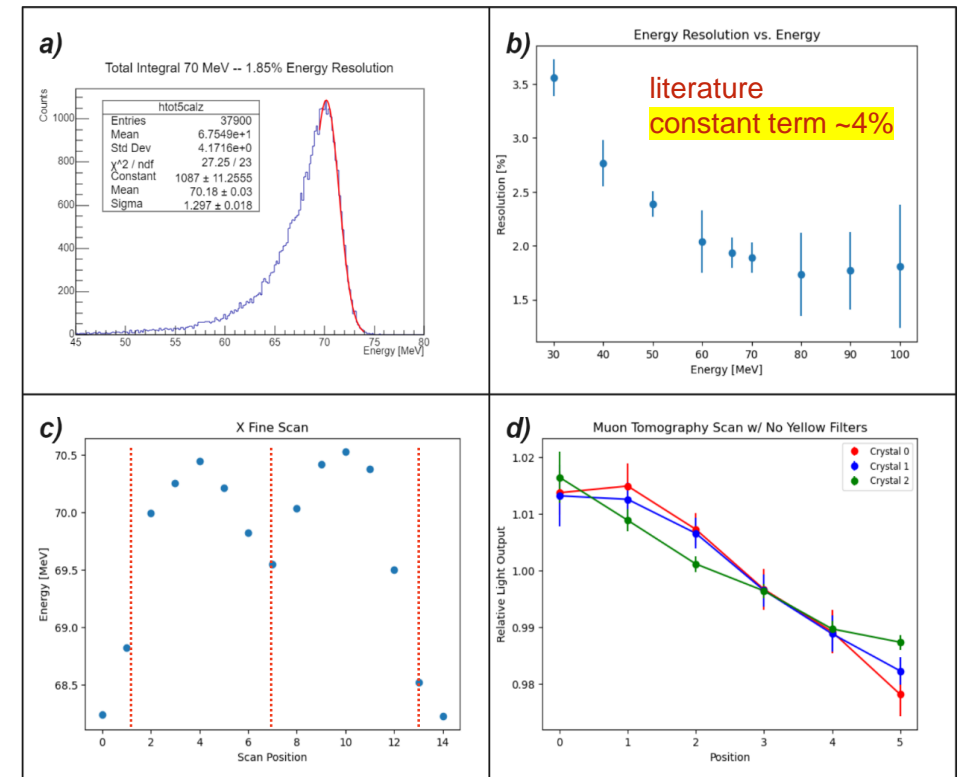 a)
Total Integral 70 MeV -- 1.85% Energy Resolution
Counts
htot5calz
Entries 37900
Mean 6.7549e+1
Std Dev 4.1716e+0
χ^2 / ndf 27.25 / 23
Constant 1087 ± 11.2555
Mean 70.18 ± 0.03
Sigma 1.297 ± 0.018
1000
800
600
400
200
0
45 50 55 60 65 70 75 80
Energy [MeV]
b)
Energy Resolution vs. Energy
literature
constant term ~4%
Resolution [%]
3.5
3.0
2.5
2.0
1.5
30 40 50 60 70 80 90 100
Energy [MeV]
c)
X Fine Scan
Energy [MeV]
70.5
70.0
69.5
69.0
68.5
0 2 4 6 8 10 12 14
Scan Position
d)
Muon Tomography Scan w/ No Yellow Filters
Crystal 0
Crystal 1
Crystal 2
Relative Light Output
1.02
1.01
1.00
0.99
0.98
0 1 2 3 4 5
Position